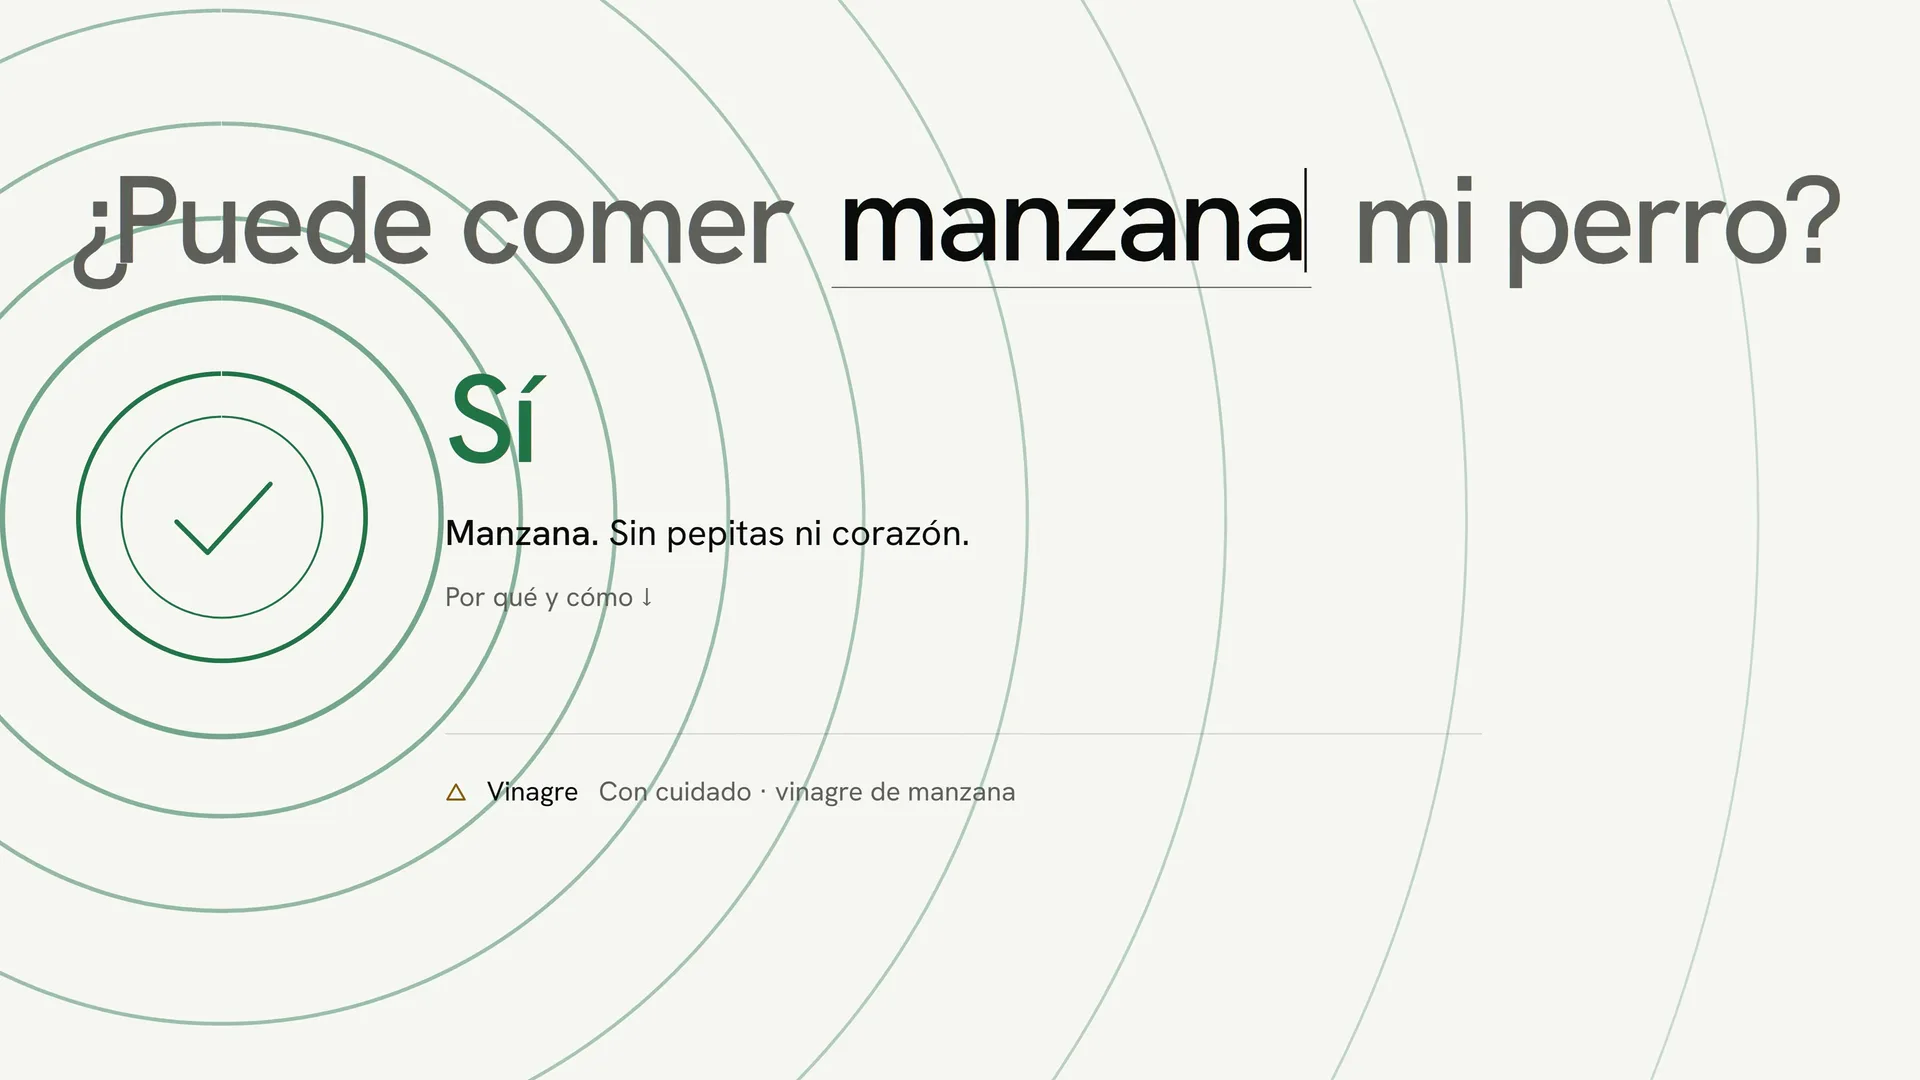 ¿Puede comer manzana mi perro?
Sí
Manzana. Sin pepitas ni corazón.
Por qué y cómo ↓
△ Vinagre Con cuidado · vinagre de manzana